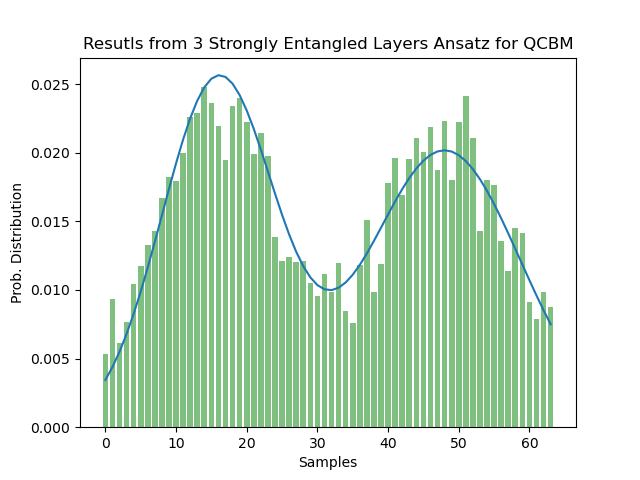 Resutls from 3 Strongly Entangled Layers Ansatz for QCBM
0.025
0.020
0.015
0.010
0.005
0.000
Prob. Distribution
0 10 20 30 40 50 60
Samples